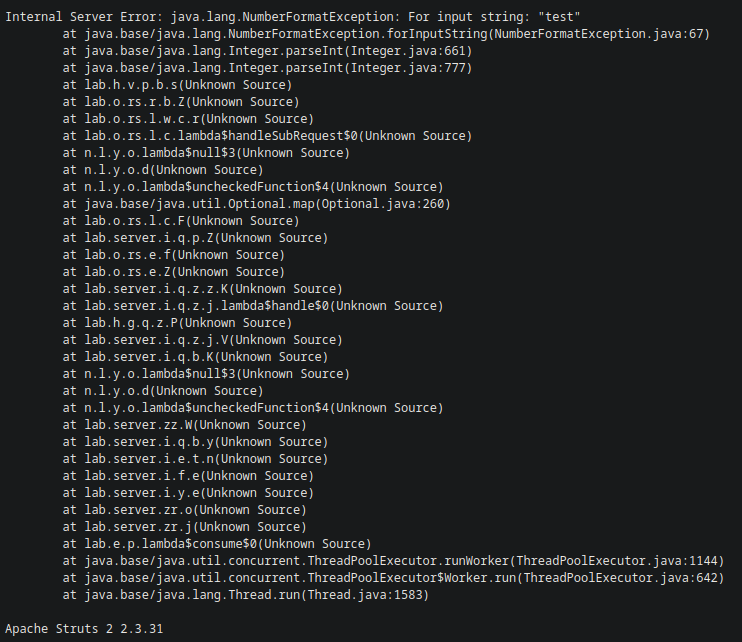 Internal Server Error: java.lang.NumberFormatException: For input string: "test"
at java.base/java.lang.NumberFormatException.forInputString(NumberFormatException.java:67)
at java.base/java.lang.Integer.parseInt(Integer.java:661)
at java.base/java.lang.Integer.parseInt(Integer.java:777)
at lab.h.v.p.b.s(Unknown Source)
at lab.o.rs.r.b.Z(Unknown Source)
at lab.o.rs.l.w.c.r(Unknown Source)
at lab.o.rs.l.c.lambda$handleSubRequest$0(Unknown Source)
at n.l.y.o.lambda$null$3(Unknown Source)
at n.l.y.o.d(Unknown Source)
at n.l.y.o.lambda$uncheckedFunction$4(Unknown Source)
at java.base/java.util.Optional.map(Optional.java:260)
at lab.o.rs.l.c.F(Unknown Source)
at lab.server.i.q.p.Z(Unknown Source)
at lab.o.rs.e.f(Unknown Source)
at lab.o.rs.e.Z(Unknown Source)
at lab.server.i.q.z.z.K(Unknown Source)
at lab.server.i.q.z.j.lambda$handle$0(Unknown Source)
at lab.h.g.q.z.P(Unknown Source)
at lab.server.i.q.z.j.V(Unknown Source)
at lab.server.i.q.b.K(Unknown Source)
at n.l.y.o.lambda$null$3(Unknown Source)
at n.l.y.o.d(Unknown Source)
at n.l.y.o.lambda$uncheckedFunction$4(Unknown Source)
at lab.server.zz.W(Unknown Source)
at lab.server.i.q.b.y(Unknown Source)
at lab.server.i.e.t.n(Unknown Source)
at lab.server.i.f.e(Unknown Source)
at lab.server.i.y.e(Unknown Source)
at lab.server.zr.o(Unknown Source)
at lab.server.zr.j(Unknown Source)
at lab.e.p.lambda$consume$0(Unknown Source)
at java.base/java.util.concurrent.ThreadPoolExecutor.runWorker(ThreadPoolExecutor.java:1144)
at java.base/java.util.concurrent.ThreadPoolExecutor$Worker.run(ThreadPoolExecutor.java:642)
at java.base/java.lang.Thread.run(Thread.java:1583)
Apache Struts 2 2.3.31